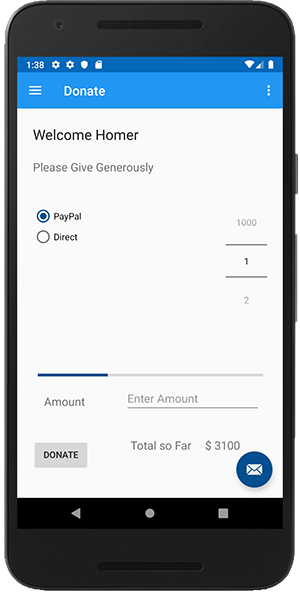 1:38
Donate
Welcome Homer
Please Give Generously
PayPal
Direct
1000
1
2
Amount
Enter Amount
DONATE
Total so Far $ 3100